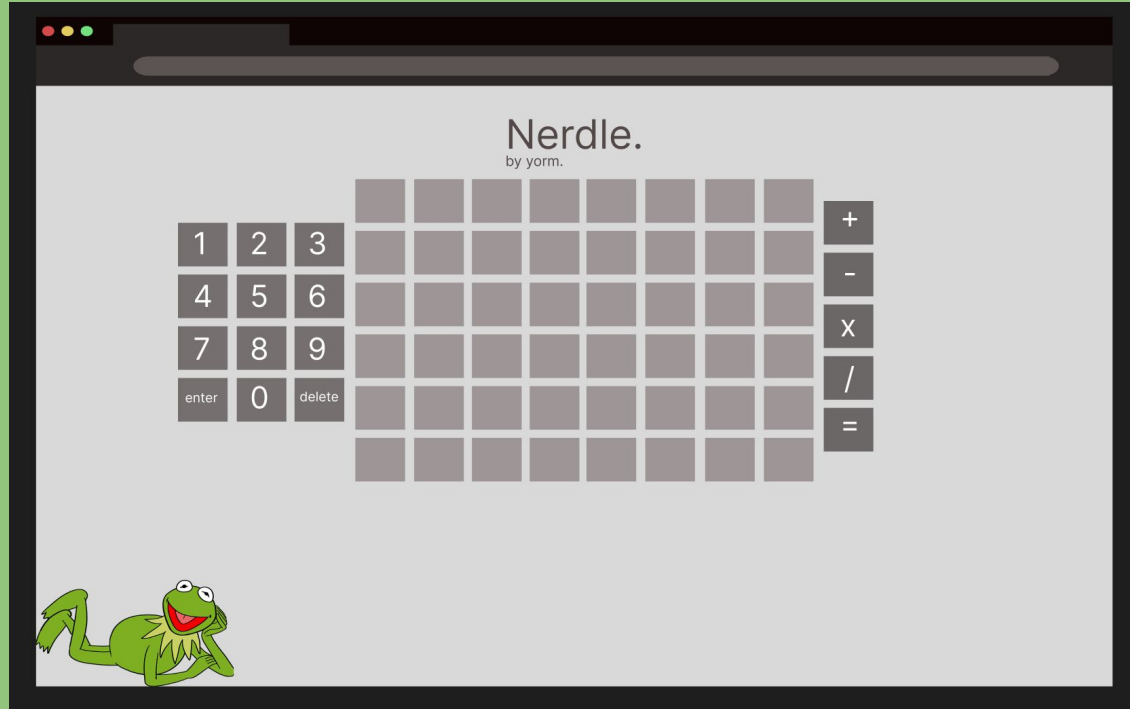 Nerdle.
by yorm.
1 2 3
4 5 6
7 8 9
enter 0 delete
+
-
x
/
=